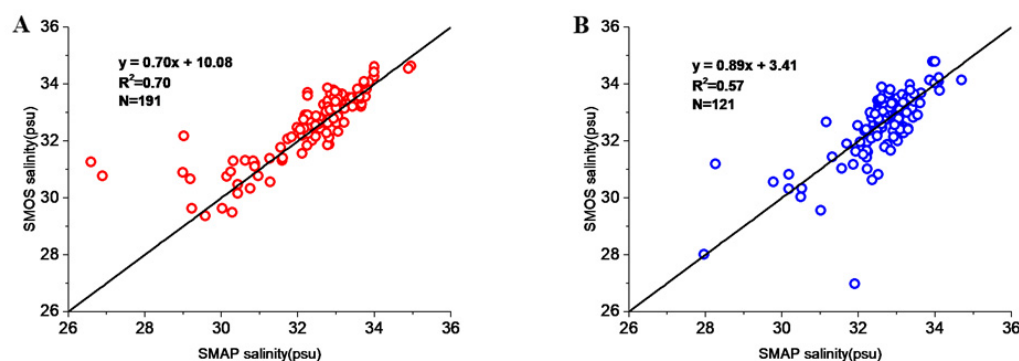 A
y = 0.70x + 10.08
R²=0.70
N=191
SMOS salinity(psu)
36
34
32
30
28
26
26 28 30 32 34 36
SMAP salinity(psu)
B
y = 0.89x + 3.41
R²=0.57
N=121
SMOS salinity(psu)
36
34
32
30
28
26
26 28 30 32 34 36
SMAP salinity(psu)